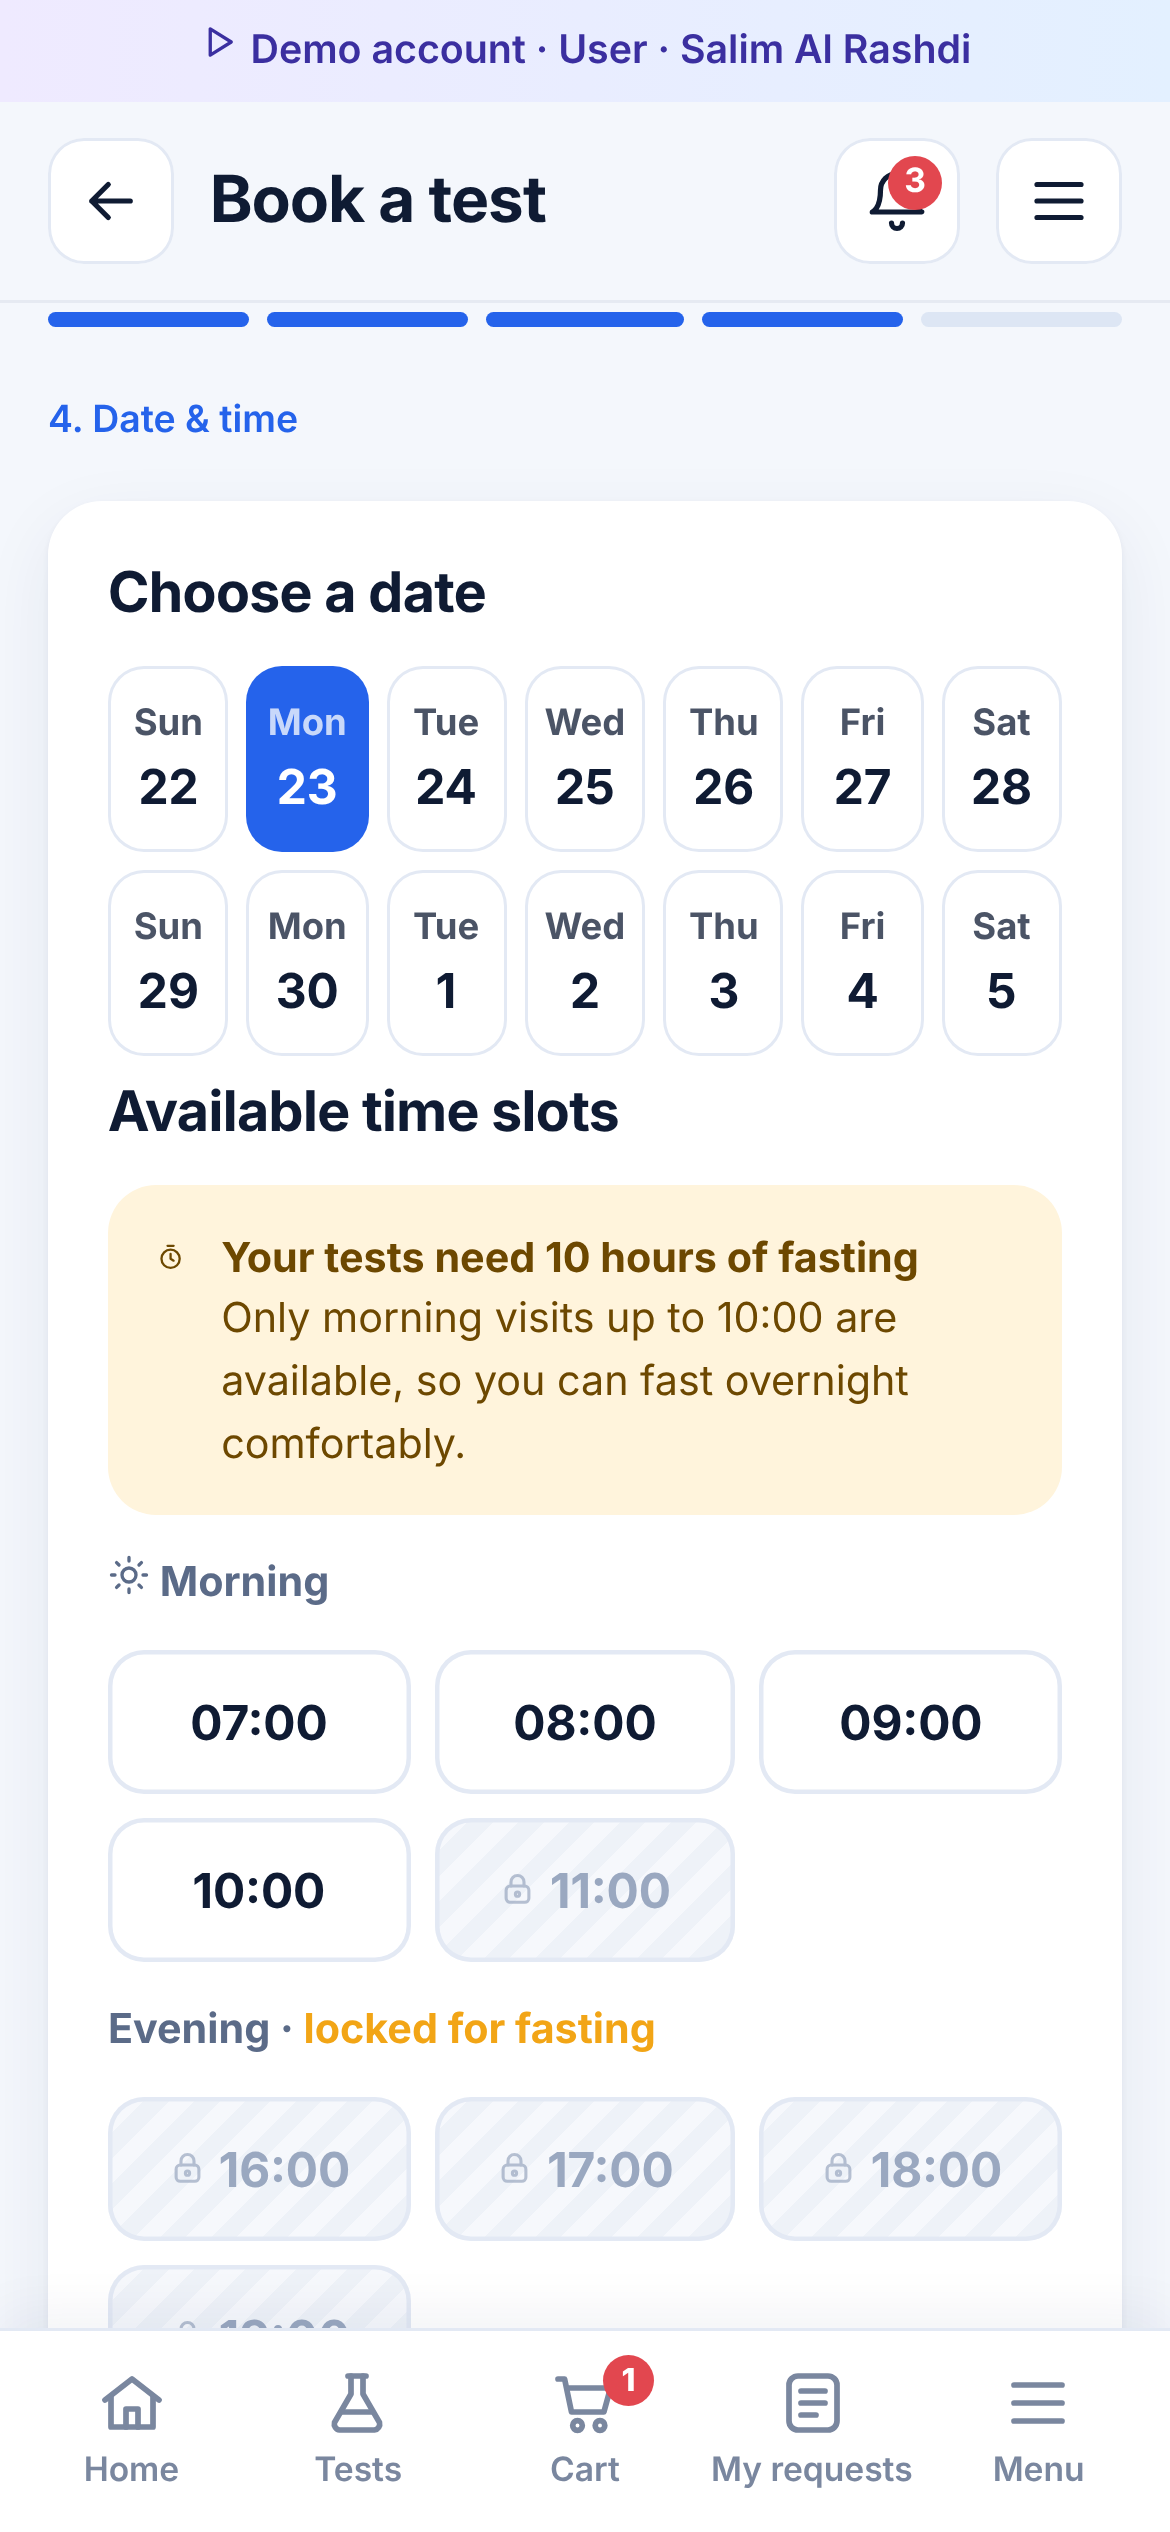 Demo account · User · Salim Al Rashdi
Book a test
3
4. Date & time
Choose a date
Sun Mon Tue Wed Thu Fri Sat
22 23 24 25 26 27 28
Sun Mon Tue Wed Thu Fri Sat
29 30 1 2 3 4 5
Available time slots
Your tests need 10 hours of fasting
Only morning visits up to 10:00 are
available, so you can fast overnight
comfortably.
Morning
07:00 08:00 09:00
10:00 11:00
Evening · locked for fasting
16:00 17:00 18:00
1
Home Tests Cart My requests Menu